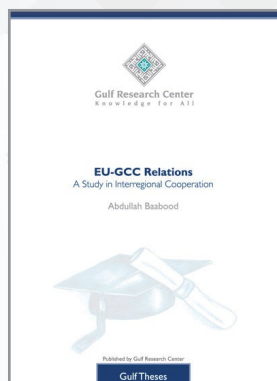 Gulf Research Center
Knowledge for All
EU-GCC Relations
A Study in Interregional Cooperation
Abdullah Baabood
Published by Gulf Research Center
Gulf Theses